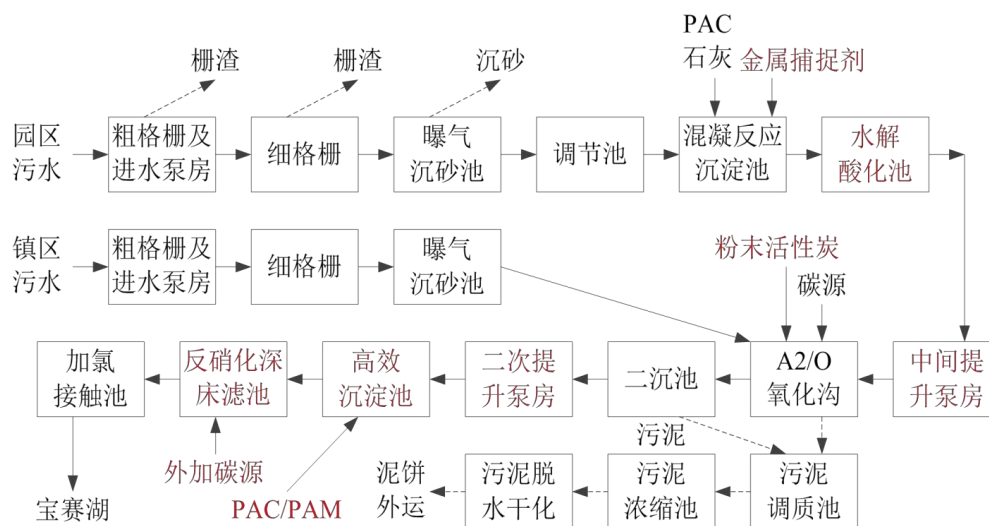 栅渣
栅渣
沉砂
PAC
石灰
金属捕捉剂
园区
污水
粗格栅及
进水泵房
细格栅
曝气
沉砂池
调节池
混凝反应
沉淀池
水解
酸化池
镇区
污水
粗格栅及
进水泵房
细格栅
曝气
沉砂池
粉末活性炭
碳源
加氯
接触池
反硝化深
床滤池
高效
沉淀池
二次提
升泵房
二沉池
A2/O
氧化沟
中间提
升泵房
污泥
外加碳源
PAC/PAM
宝赛湖
泥饼
外运
污泥脱
水干化
污泥
浓缩池
污泥
调质池